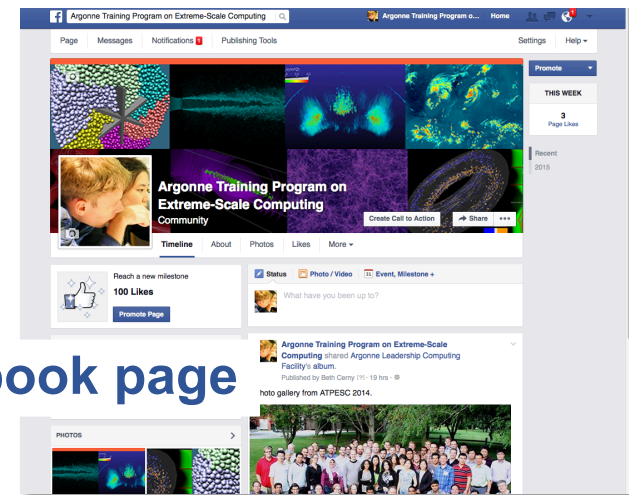 Argonne Training Program on Extreme-Scale Computing
Argonne Training Program o... Home
1
Page Messages Notifications 1 Publishing Tools Settings Help
Promote
THIS WEEK
3
Page Likes
Recent
2015
Argonne Training Program on
Extreme-Scale Computing
Community
Create Call to Action Share
Timeline About Photos Likes More
Reach a new milestone
100 Likes
Promote Page
Status Photo / Video 31 Event, Milestone +
What have you been up to?
Argonne Training Program on Extreme-Scale
Computing shared Argonne Leadership Computing
Facility's album.
Published by Beth Cerny [?] · 19 hrs ·
book page
hoto gallery from ATPESC 2014.
PHOTOS